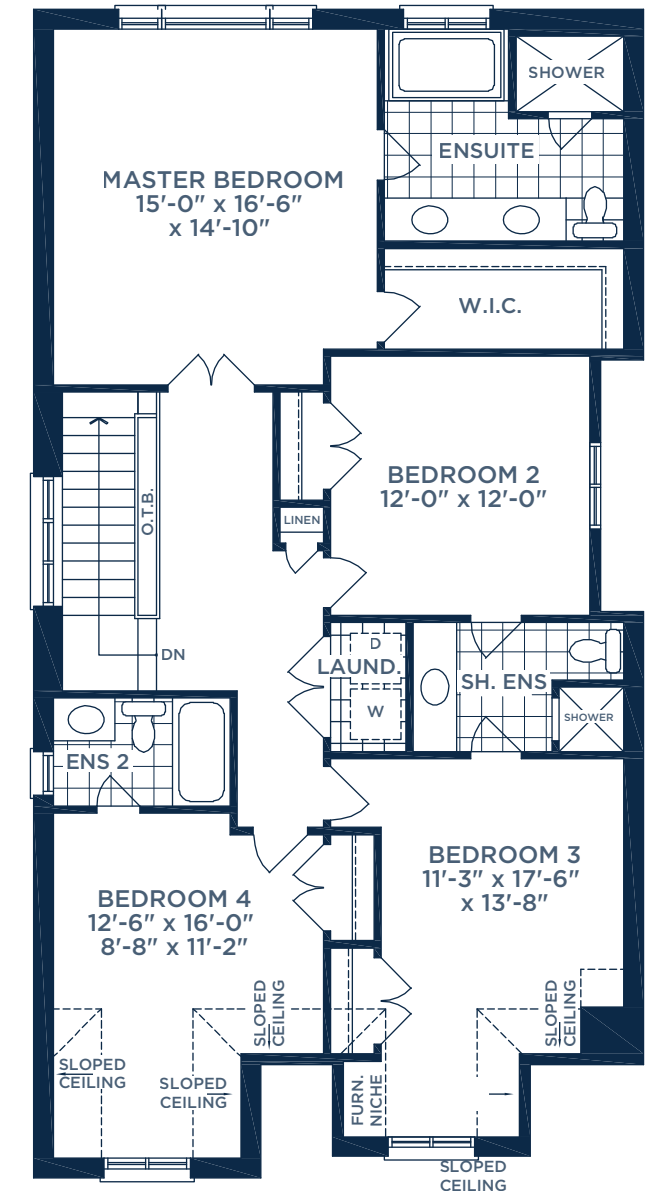 SHOWER
ENSUITE
MASTER BEDROOM
15'-0" x 16'-6"
x 14'-10"
W.I.C.
BEDROOM 2
12'-0" x 12'-0"
O.T.B.
LINEN
DN
D
LAUND.
W
SH. ENS
SHOWER
ENS 2
BEDROOM 3
11'-3" x 17'-6"
x 13'-8"
BEDROOM 4
12'-6" x 16'-0"
8'-8" x 11'-2"
SLOPED
CEILING
SLOPED
CEILING
SLOPED
CEILING
SLOPED
CEILING
FURN.
NICHE
SLOPED
CEILING